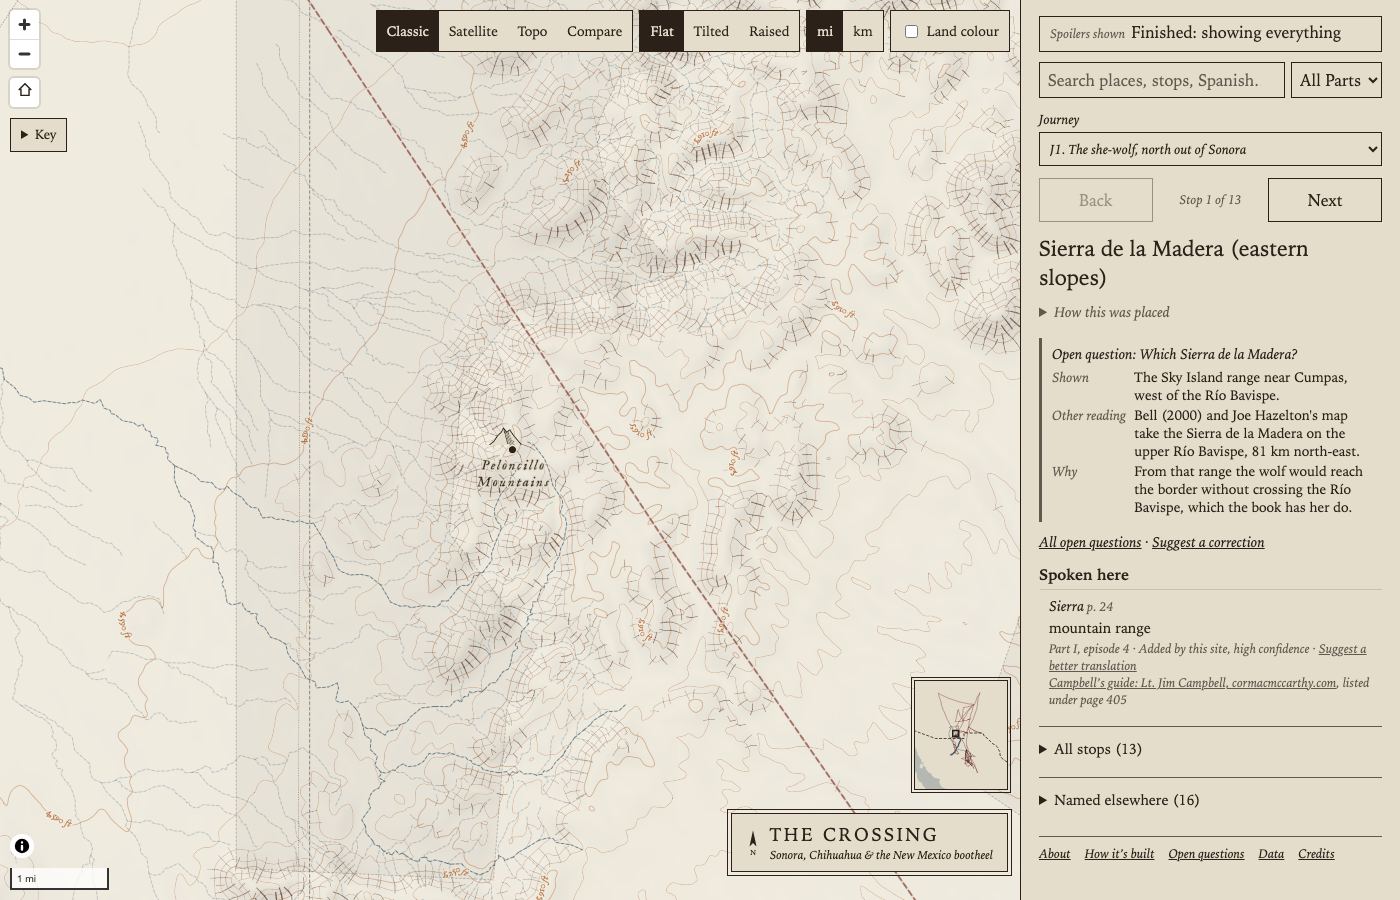 Classic Satellite Topo Compare
Flat Tilted Raised
mi km
Land colour
Key
4590 ft
4590 ft
Peloncillo
Mountains
1 mi
THE CROSSING
N
Sonora, Chihuahua & the New Mexico bootheel
Spoilers shown Finished: showing everything
Search places, stops, Spanish.
All Parts
Journey
J1. The she-wolf, north out of Sonora
Back
Stop 1 of 13
Next
Sierra de la Madera (eastern
slopes)
How this was placed
Open question: Which Sierra de la Madera?
Shown The Sky Island range near Cumpas,
west of the Río Bavispe.
Other reading Bell (2000) and Joe Hazelton's map
take the Sierra de la Madera on the
upper Río Bavispe, 81 km north-east.
Why From that range the wolf would reach
the border without crossing the Río
Bavispe, which the book has her do.
All open questions · Suggest a correction
Spoken here
Sierra p. 24
mountain range
Part I, episode 4 · Added by this site, high confidence · Suggest a
better translation
Campbell's guide: Lt. Jim Campbell, cormacmccarthy.com, listed
under page 405
All stops (13)
Named elsewhere (16)
About How it's built Open questions Data Credits